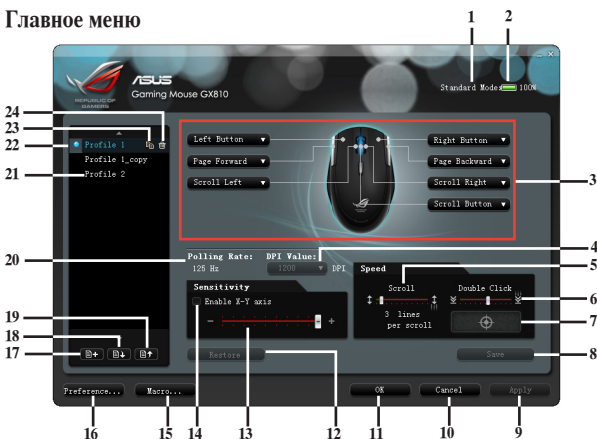 Главное меню
1 2
REPUBLIC OF
GAMERS
ASUS
Gaming Mouse GX810
Standard Mode: 100%
24
23
22
21
Profile 1
Profile 1_copy
Profile 2
Left Button
Page Forward
Scroll Left
Right Button
Page Backward
Scroll Right
Scroll Button
3
20
Polling Rate:
125 Hz
DPI Value:
1200 DPI
4
Speed
5
Scroll
3 lines
per scroll
Double Click
6
7
Sensitivity
Enable X-Y axis
- +
19
18
17
Restore
Save
8
Preference...
Macro...
OK
Cancel
Apply
16 15 14 13 12 11 10 9